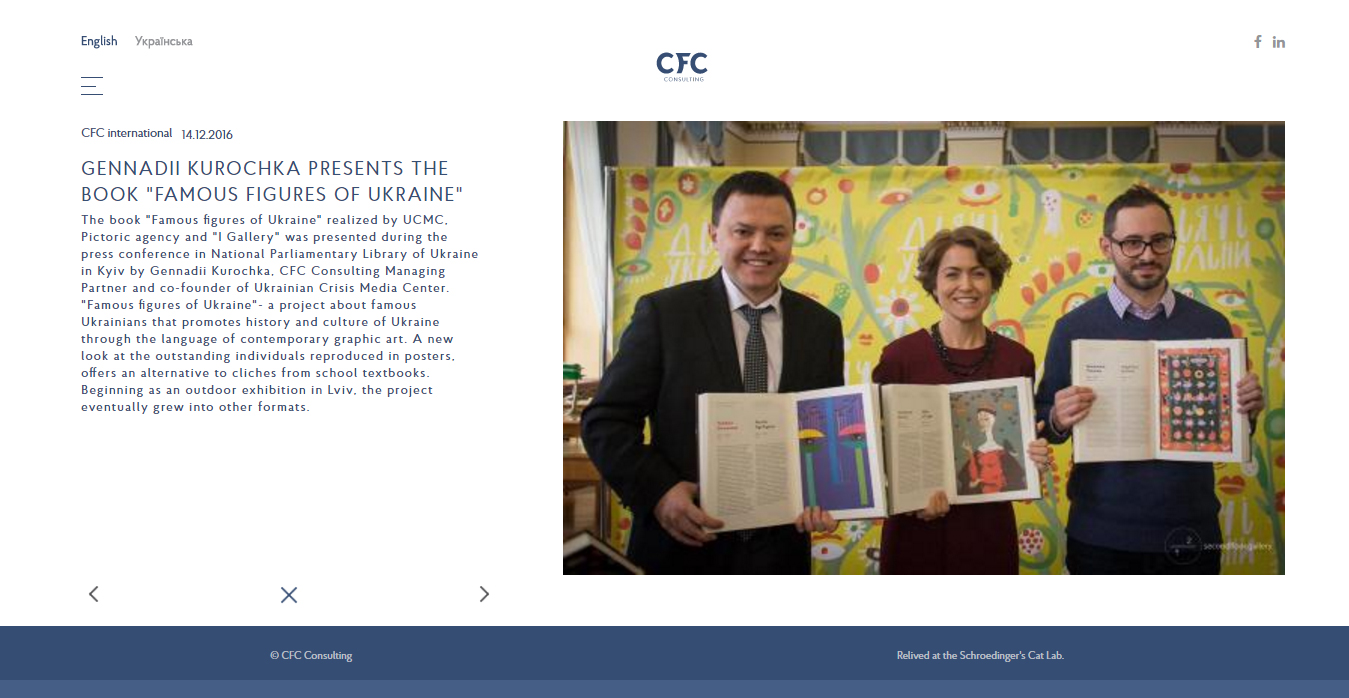 English Українська
CFC
CONSULTING
CFC international 14.12.2016
GENNADII KUROCHKA PRESENTS THE
BOOK "FAMOUS FIGURES OF UKRAINE"
The book "Famous figures of Ukraine" realized by UCMC,
Pictoric agency and "I Gallery" was presented during the
press conference in National Parliamentary Library of Ukraine
in Kyiv by Gennadii Kurochka, CFC Consulting Managing
Partner and co-founder of Ukrainian Crisis Media Center.
"Famous figures of Ukraine"- a project about famous
Ukrainians that promotes history and culture of Ukraine
through the language of contemporary graphic art. A new
look at the outstanding individuals reproduced in posters,
offers an alternative to cliches from school textbooks.
Beginning as an outdoor exhibition in Lviv, the project
eventually grew into other formats.
© CFC Consulting
Relived at the Schroedinger's Cat Lab.